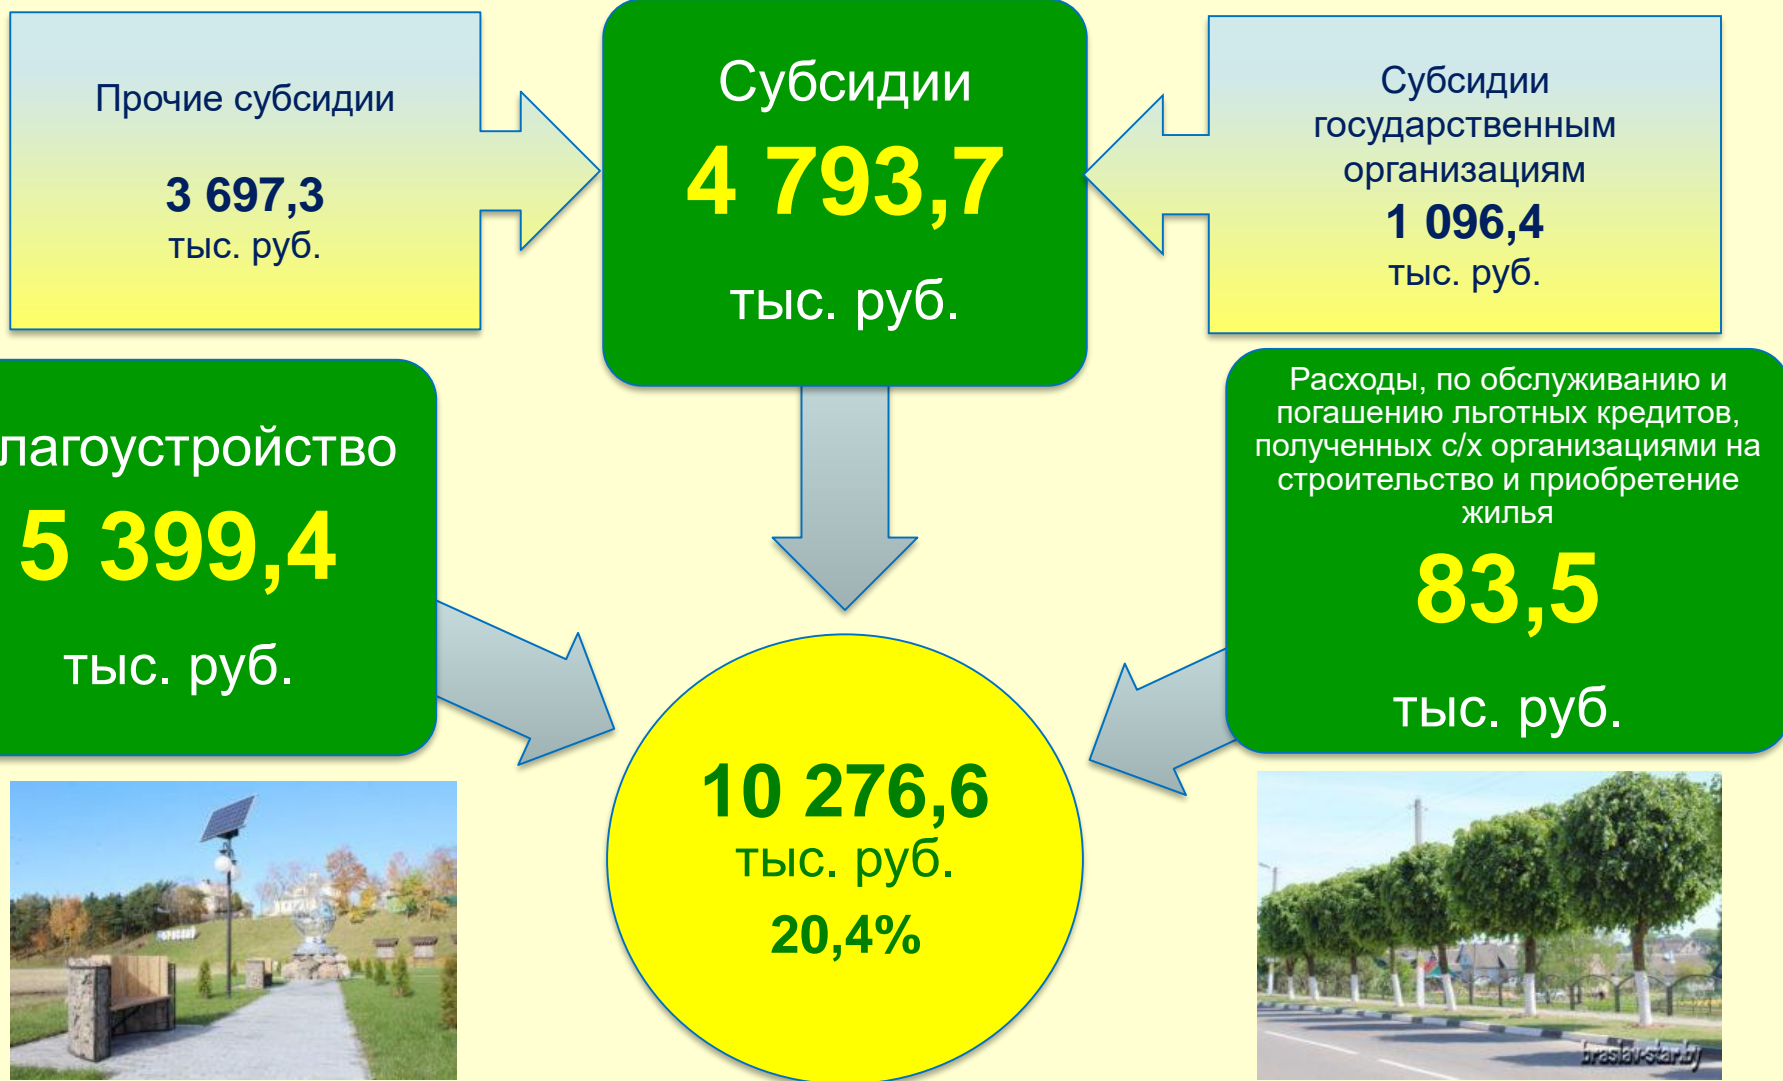 Прочие субсидии
3 697,3
тыс. руб.
Субсидии
4 793,7
тыс. руб.
Субсидии
государственным
организациям
1 096,4
тыс. руб.
лагоустройство
5 399,4
тыс. руб.
Расходы, по обслуживанию и
погашению льготных кредитов,
полученных с/х организациями на
строительство и приобретение
жилья
83,5
тыс. руб.
10 276,6
тыс. руб.
20,4%
braslav-star.by